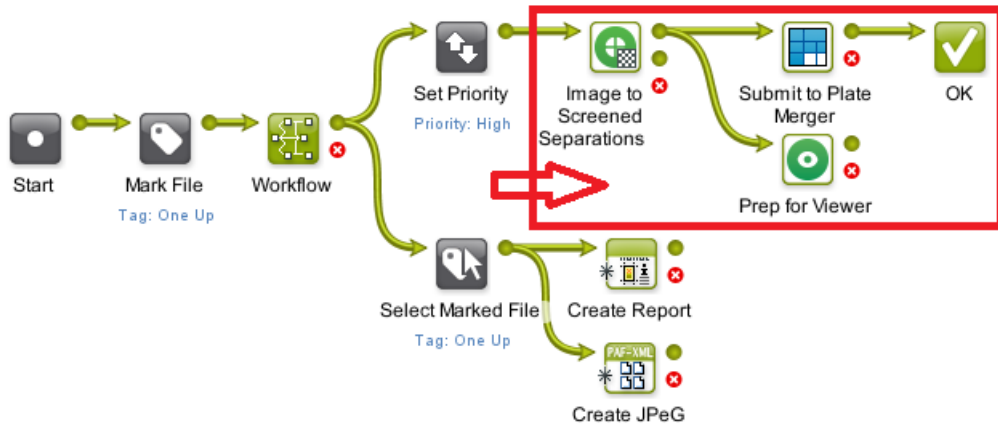 Set Priority
Priority: High
Image to
Screened
Separations
Submit to Plate
Merger
OK
Start
Mark File
Tag: One Up
Workflow
Prep for Viewer
Select Marked File
Tag: One Up
Create Report
PAF-XML
Create JPeG